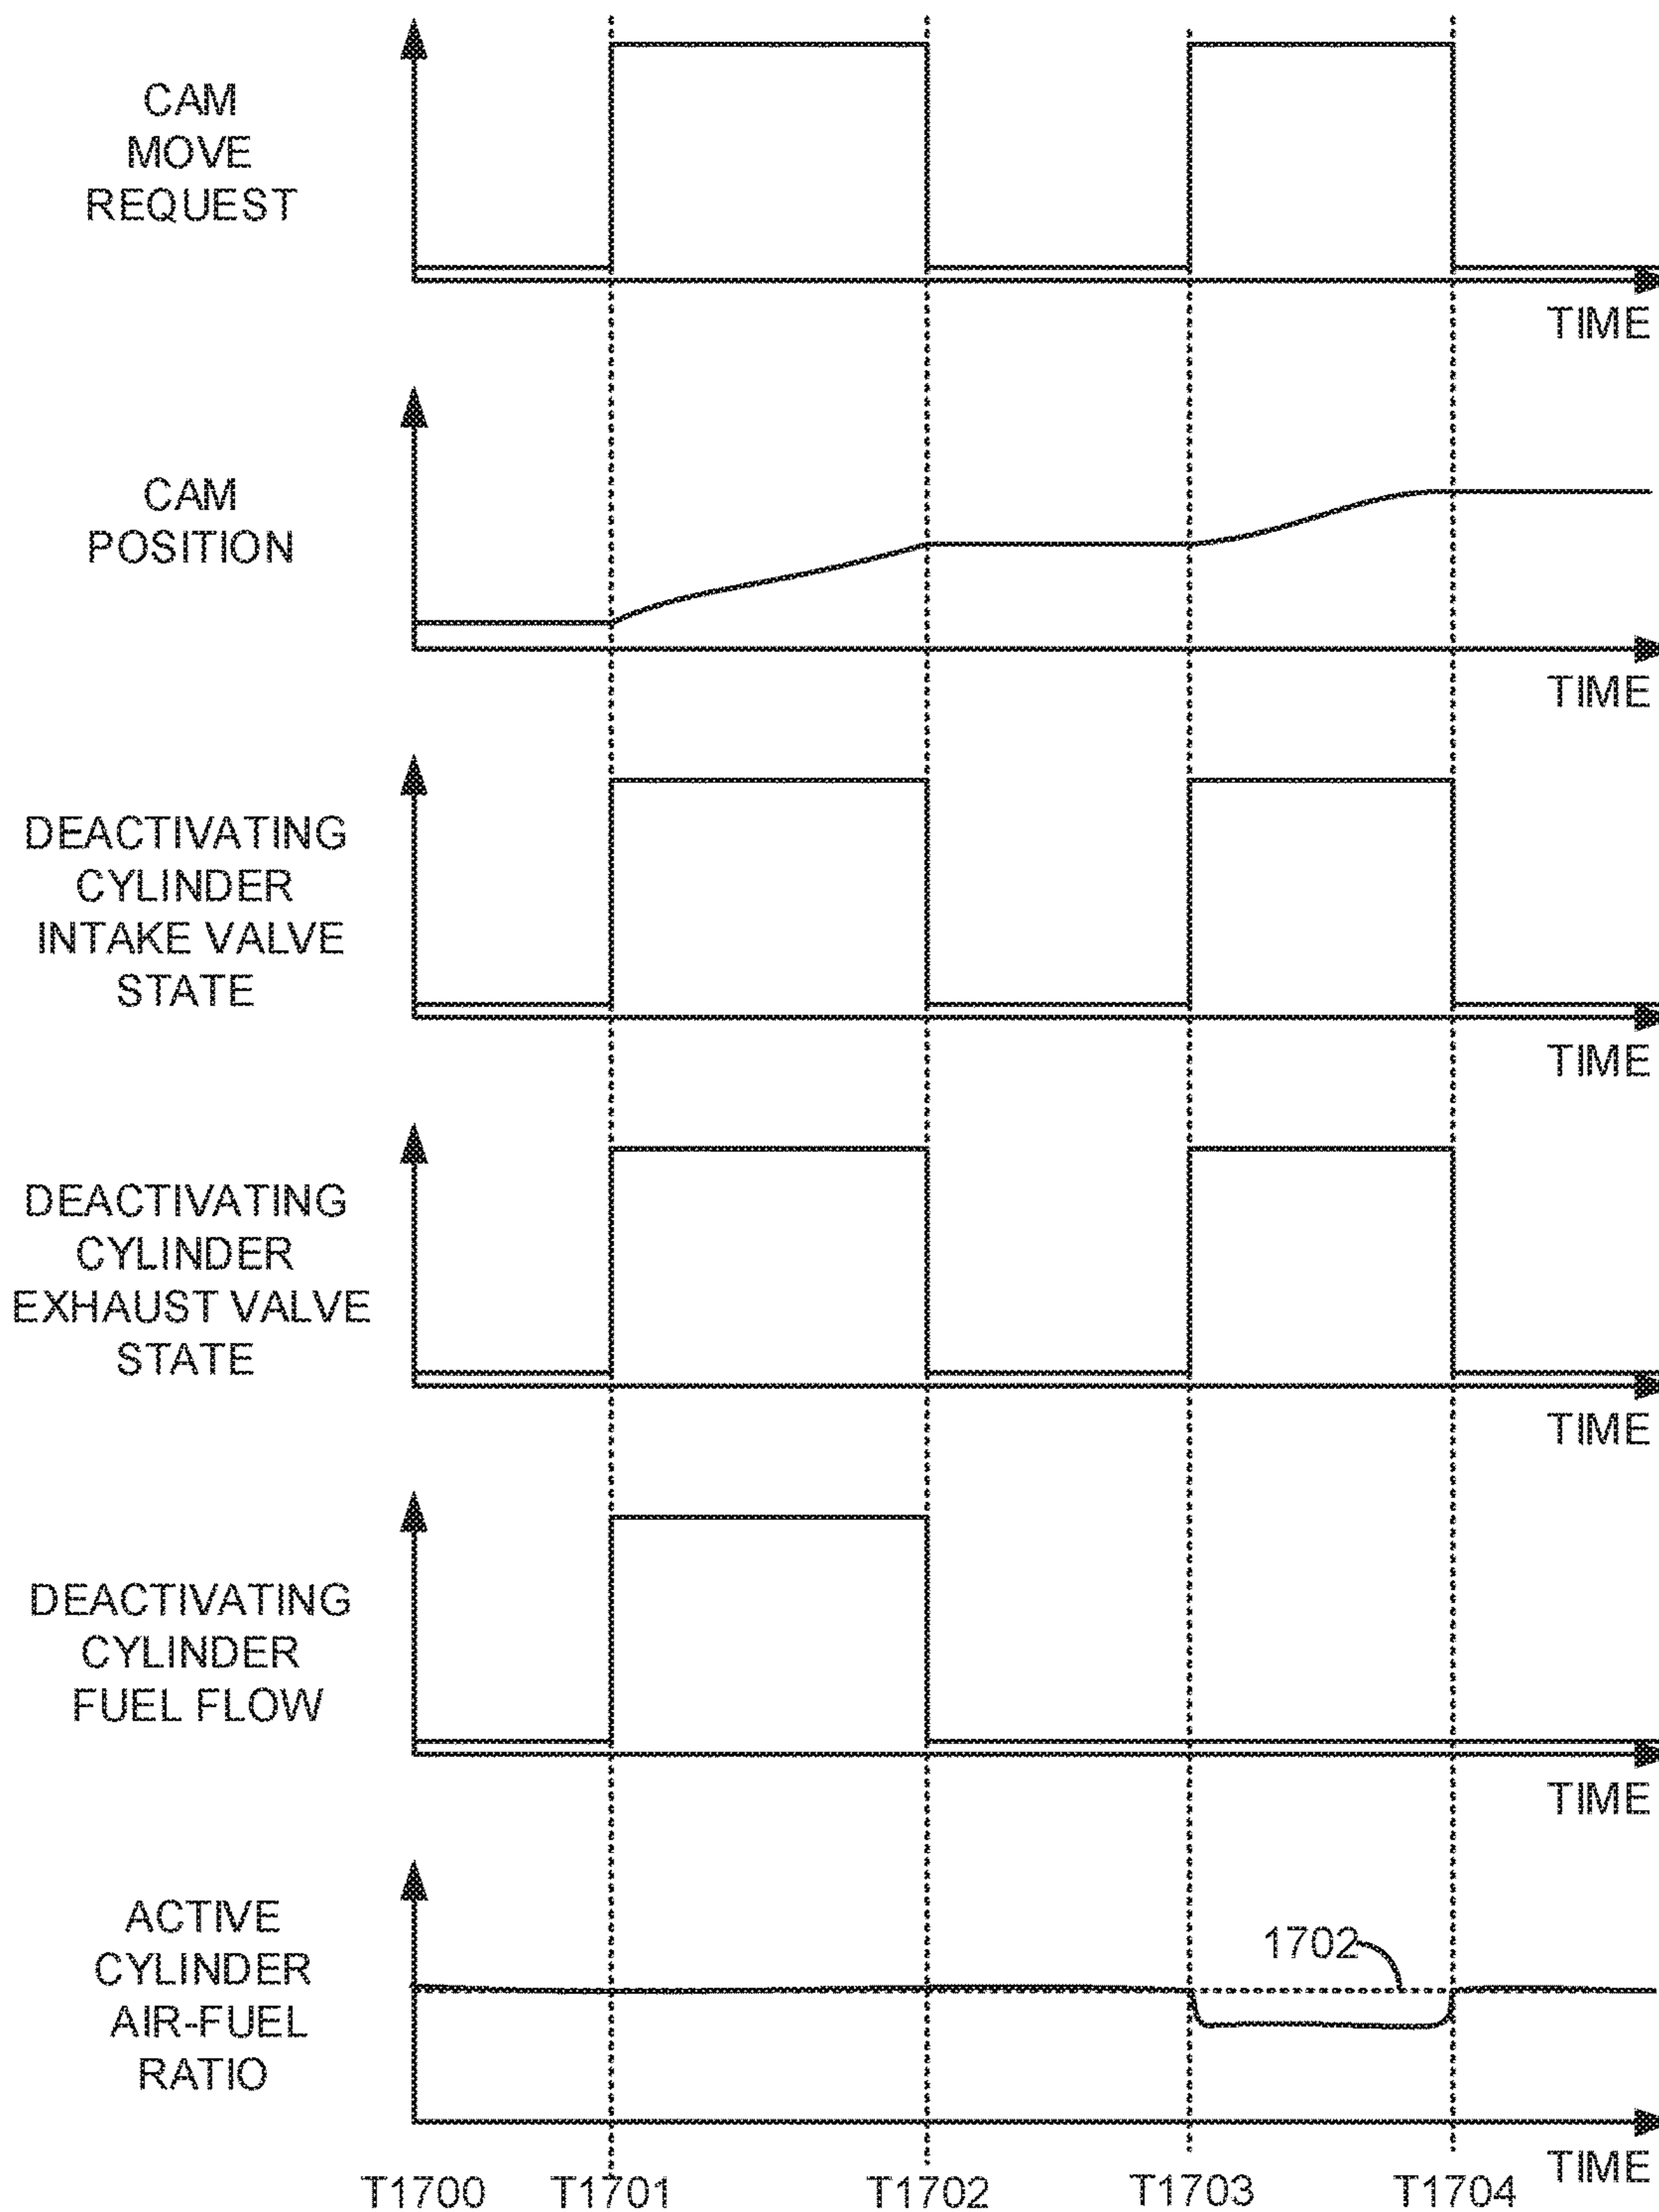 CAM
MOVE
REQUEST
TIME
CAM
POSITION
TIME
DEACTIVATING
CYLINDER
INTAKE VALVE
STATE
TIME
DEACTIVATING
CYLINDER
EXHAUST VALVE
STATE
TIME
DEACTIVATING
CYLINDER
FUEL FLOW
TIME
ACTIVE
CYLINDER
AIR-FUEL
RATIO
1702
TIME
T1700 T1701 T1702 T1703 T1704